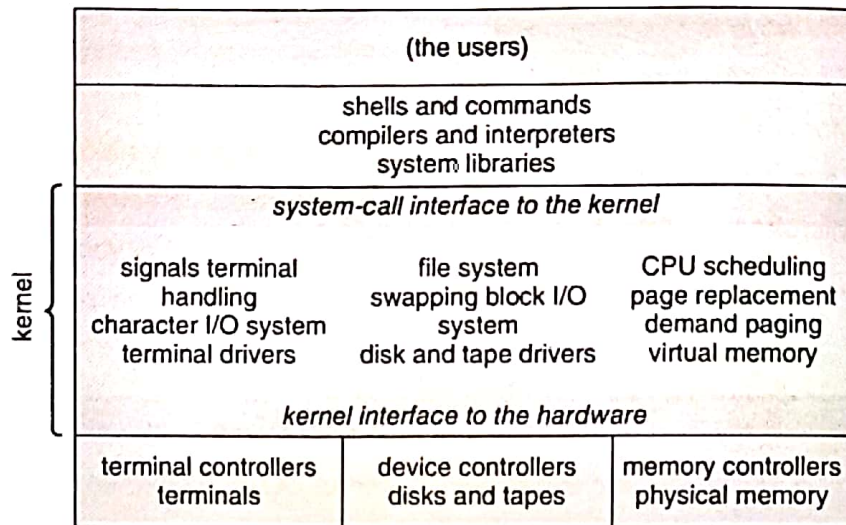 (the users)
shells and commands
compilers and interpreters
system libraries
kernel
system-call interface to the kernel
signals terminal
handling
character I/O system
terminal drivers
file system
swapping block I/O
system
disk and tape drivers
CPU scheduling
page replacement
demand paging
virtual memory
kernel interface to the hardware
terminal controllers
terminals
device controllers
disks and tapes
memory controllers
physical memory